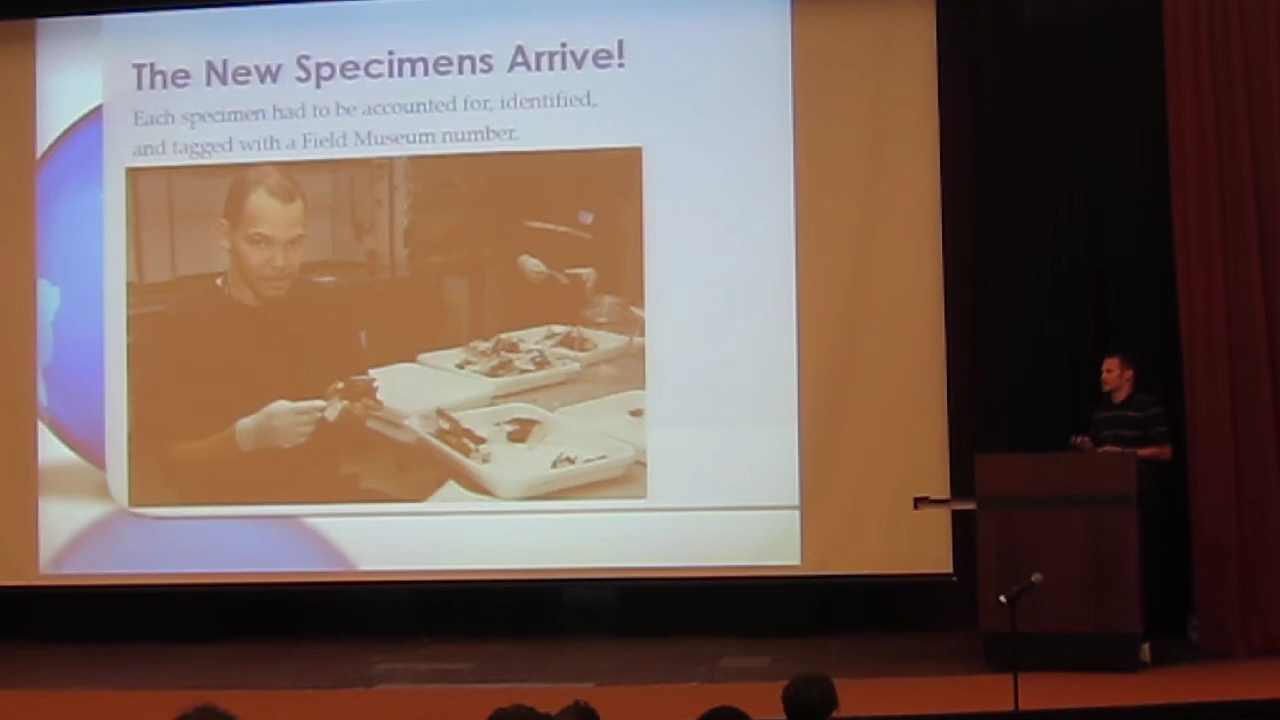 The New Specimens Arrive!
Each specimen had to be accounted for, identified,
and tagged with a Field Museum number.